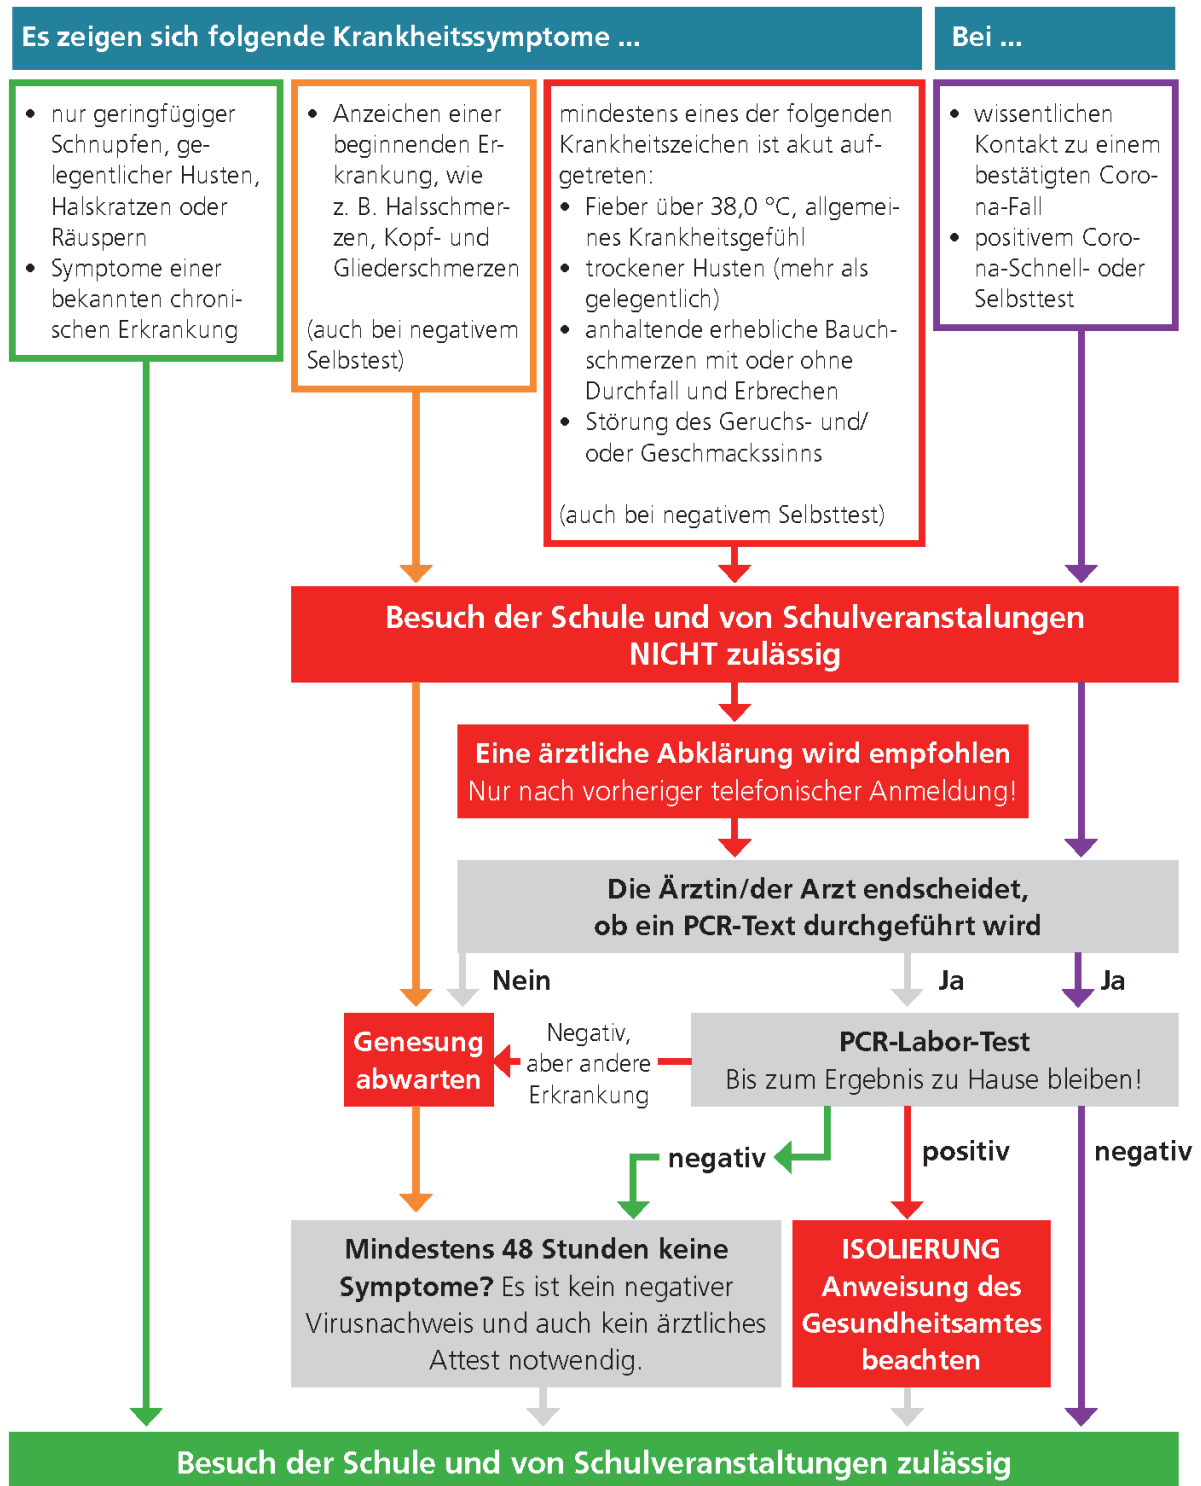 Es zeigen sich folgende Krankheitssymptome ...
Bei ...
• nur geringfügiger
Schnupfen, ge-
legentlicher Husten,
Halskratzen oder
Räuspern
• Symptome einer
bekannten chroni-
schen Erkrankung
• Anzeichen einer
beginnenden Er-
krankung, wie
z. B. Halsschmer-
zen, Kopf- und
Gliederschmerzen
(auch bei negativem
Selbstest)
mindestens eines der folgenden
Krankheitszeichen ist akut auf-
getreten:
• Fieber über 38,0 °C, allgemei-
nes Krankheitsgefühl
• trockener Husten (mehr als
gelegentlich)
• anhaltende erhebliche Bauch-
schmerzen mit oder ohne
Durchfall und Erbrechen
• Störung des Geruchs- und/
oder Geschmackssinns
(auch bei negativem Selbsttest)
• wissentlichen
Kontakt zu einem
bestätigten Coro-
na-Fall
• positivem Coro-
na-Schnell- oder
Selbsttest
Besuch der Schule und von Schulveranstalungen
NICHT zulässig
Eine ärztliche Abklärung wird empfohlen
Nur nach vorheriger telefonischer Anmeldung!
Die Ärztin/der Arzt endscheidet,
ob ein PCR-Text durchgeführt wird
Nein
Ja
Ja
Genesung
abwarten
Negativ,
aber andere
Erkrankung
PCR-Labor-Test
Bis zum Ergebnis zu Hause bleiben!
negativ
positiv
negativ
Mindestens 48 Stunden keine
Symptome? Es ist kein negativer
Virusnachweis und auch kein ärztliches
Attest notwendig.
ISOLIERUNG
Anweisung des
Gesundheitsamtes
beachten
Besuch der Schule und von Schulveranstaltungen zulässig